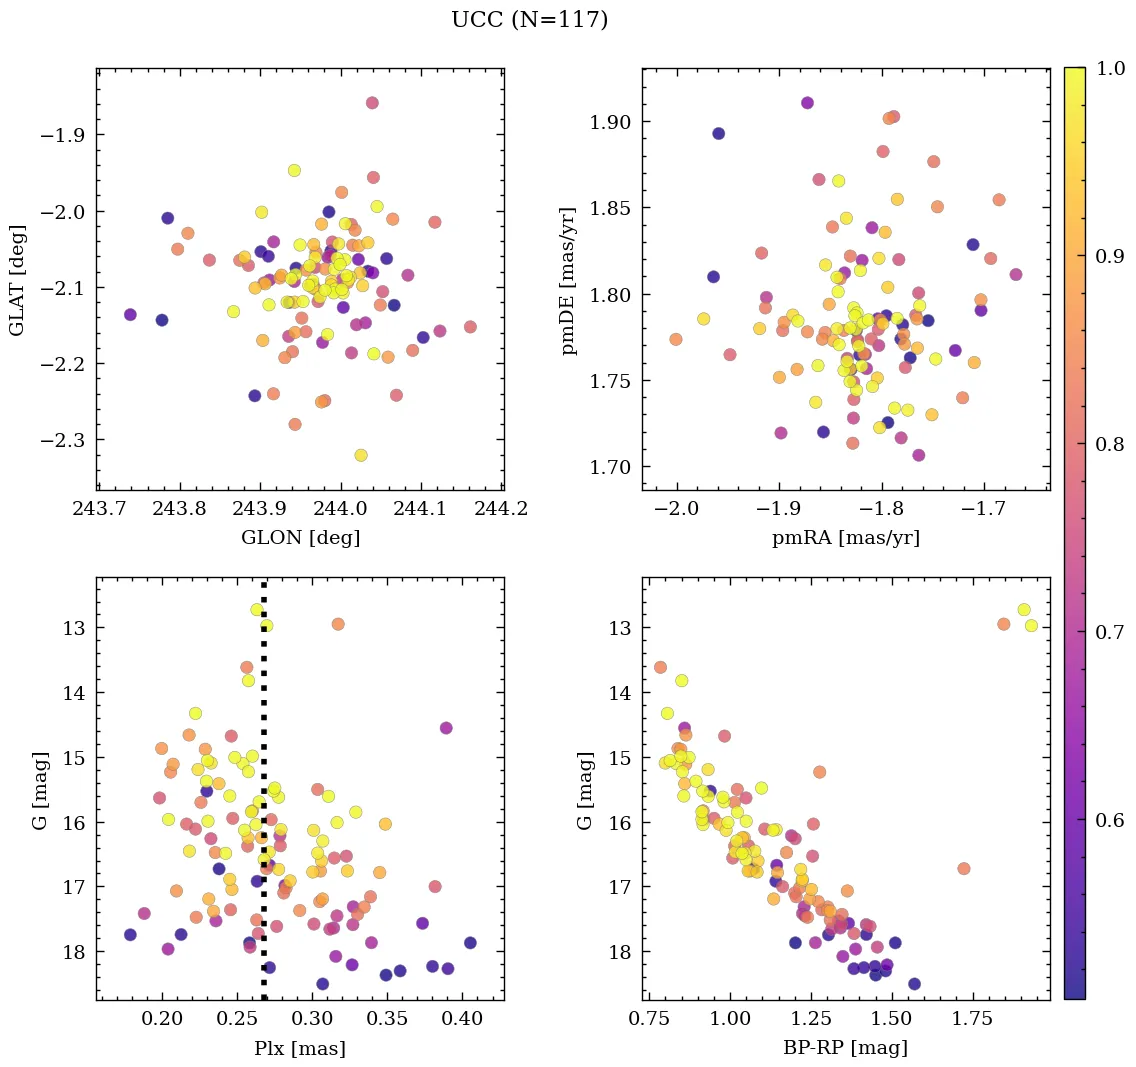 UCC (N=117)
−1.9
−2.0
−2.1
−2.2
−2.3
GLAT [deg]
243.7 243.8 243.9 244.0 244.1 244.2
GLON [deg]
1.90
1.85
1.80
1.75
1.70
pmDE [mas/yr]
−2.0 −1.9 −1.8 −1.7
pmRA [mas/yr]
1.0
0.9
0.8
0.7
0.6
13
14
15
16
17
18
G [mag]
0.20 0.25 0.30 0.35 0.40
Plx [mas]
13
14
15
16
17
18
G [mag]
0.75 1.00 1.25 1.50 1.75
BP-RP [mag]